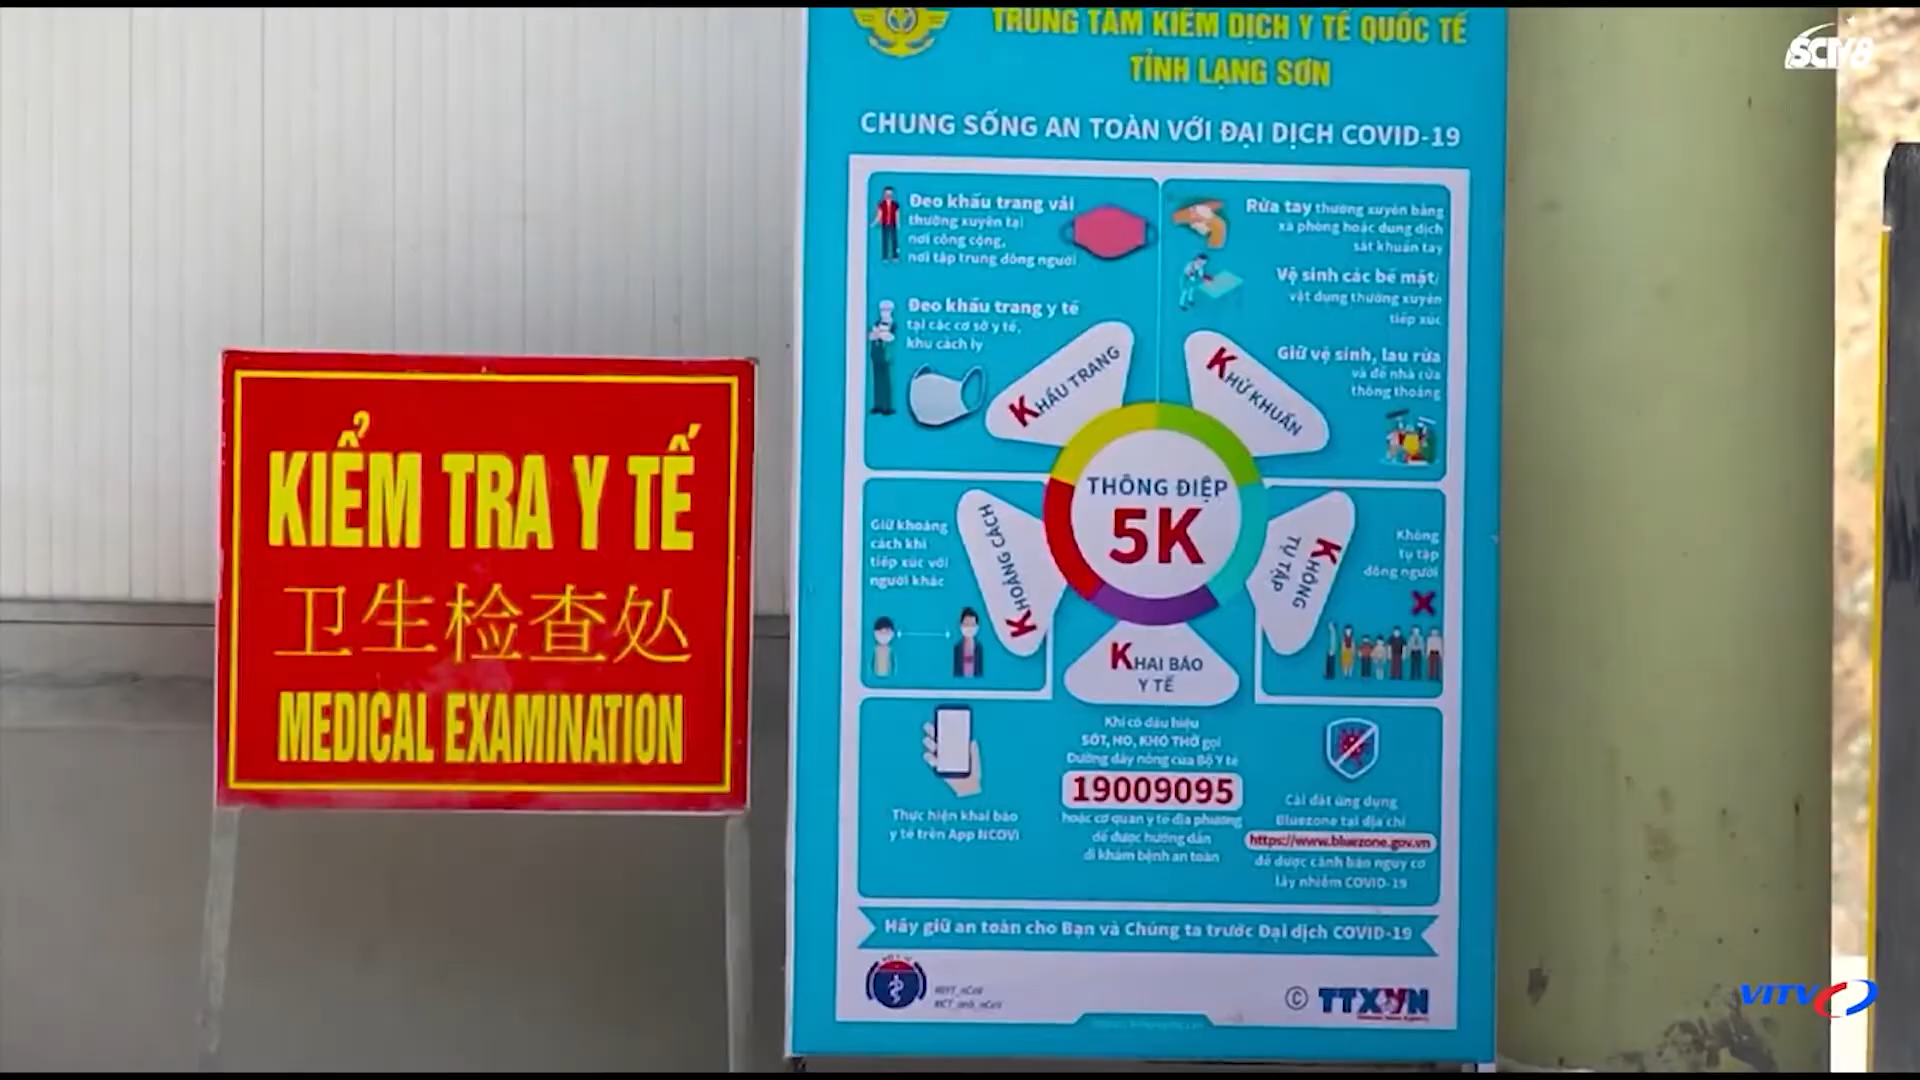 TRUNG TÂM KIỂM DỊCH Y TẾ QUỐC TẾ
TỈNH LẠNG SƠN
SCTV8
CHUNG SỐNG AN TOÀN VỚI ĐẠI DỊCH COVID-19
Đeo khẩu trang vải
thường xuyên tại
nơi công cộng,
nơi tập trung đông người
Đeo khẩu trang y tế
tại các cơ sở y tế,
khu cách ly
Rửa tay thường xuyên bằng
xà phòng hoặc dung dịch
sát khuẩn tay
Vệ sinh các bề mặt/
vật dụng thường xuyên
tiếp xúc
Giữ vệ sinh, lau rửa
và để nhà cửa
thông thoáng
KHẨU TRANG
KHỬ KHUẨN
THÔNG ĐIỆP
5K
KHOẢNG CÁCH
KHÔNG
TỤ TẬP
KHAI BÁO
Y TẾ
Giữ khoảng
cách khi
tiếp xúc với
người khác
Không
tụ tập
đông người
Thực hiện khai báo
y tế trên App NCOVI
Khi có dấu hiệu
SỐT, HO, KHÓ THỞ gọi
Đường dây nóng của Bộ Y tế
19009095
hoặc cơ quan y tế địa phương
để được hướng dẫn
đi khám bệnh an toàn
Cài đặt ứng dụng
Bluezone tại địa chỉ
https://www.bluezone.gov.vn
để được cảnh báo nguy cơ
lây nhiễm COVID-19
Hãy giữ an toàn cho Bạn và Chúng ta trước Đại dịch COVID-19
© TTXVN
KIỂM TRA Y TẾ
卫生检查处
MEDICAL EXAMINATION
VITV